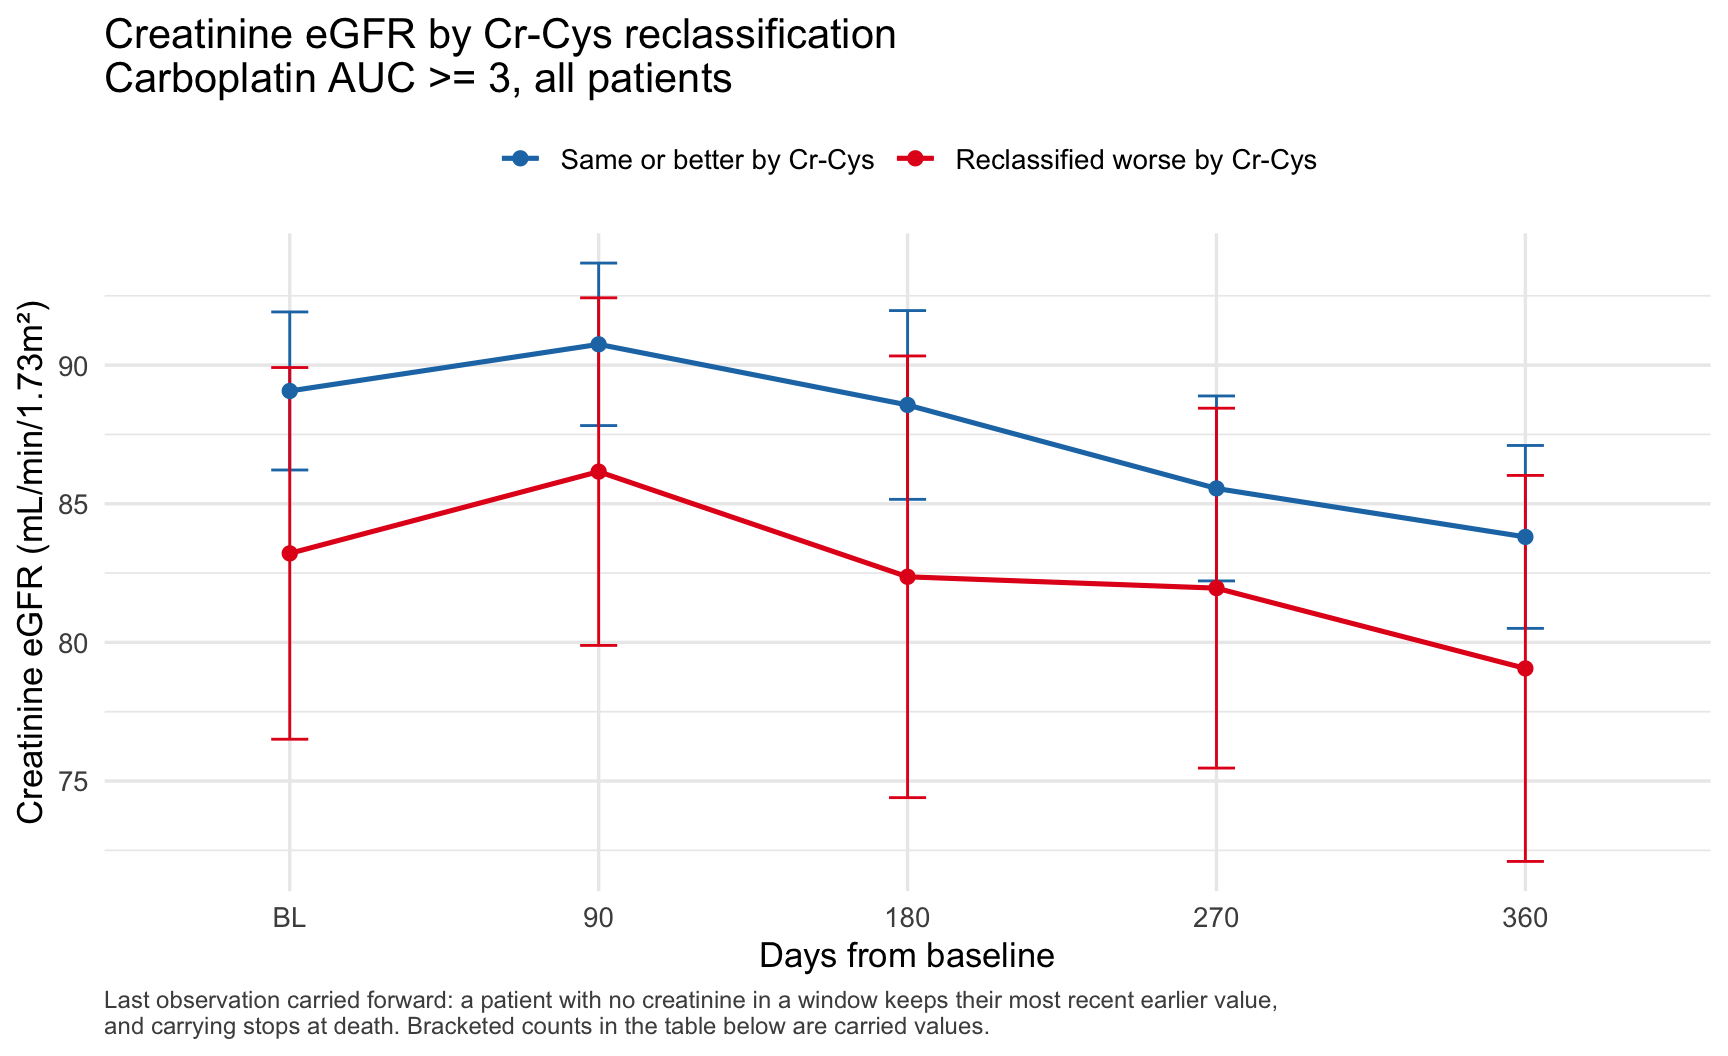 Creatinine eGFR by Cr-Cys reclassification
Carboplatin AUC >= 3, all patients
Same or better by Cr-Cys
Reclassified worse by Cr-Cys
Creatinine eGFR (mL/min/1.73m²)
90
85
80
75
BL
90
180
270
360
Days from baseline
Last observation carried forward: a patient with no creatinine in a window keeps their most recent earlier value,
and carrying stops at death. Bracketed counts in the table below are carried values.